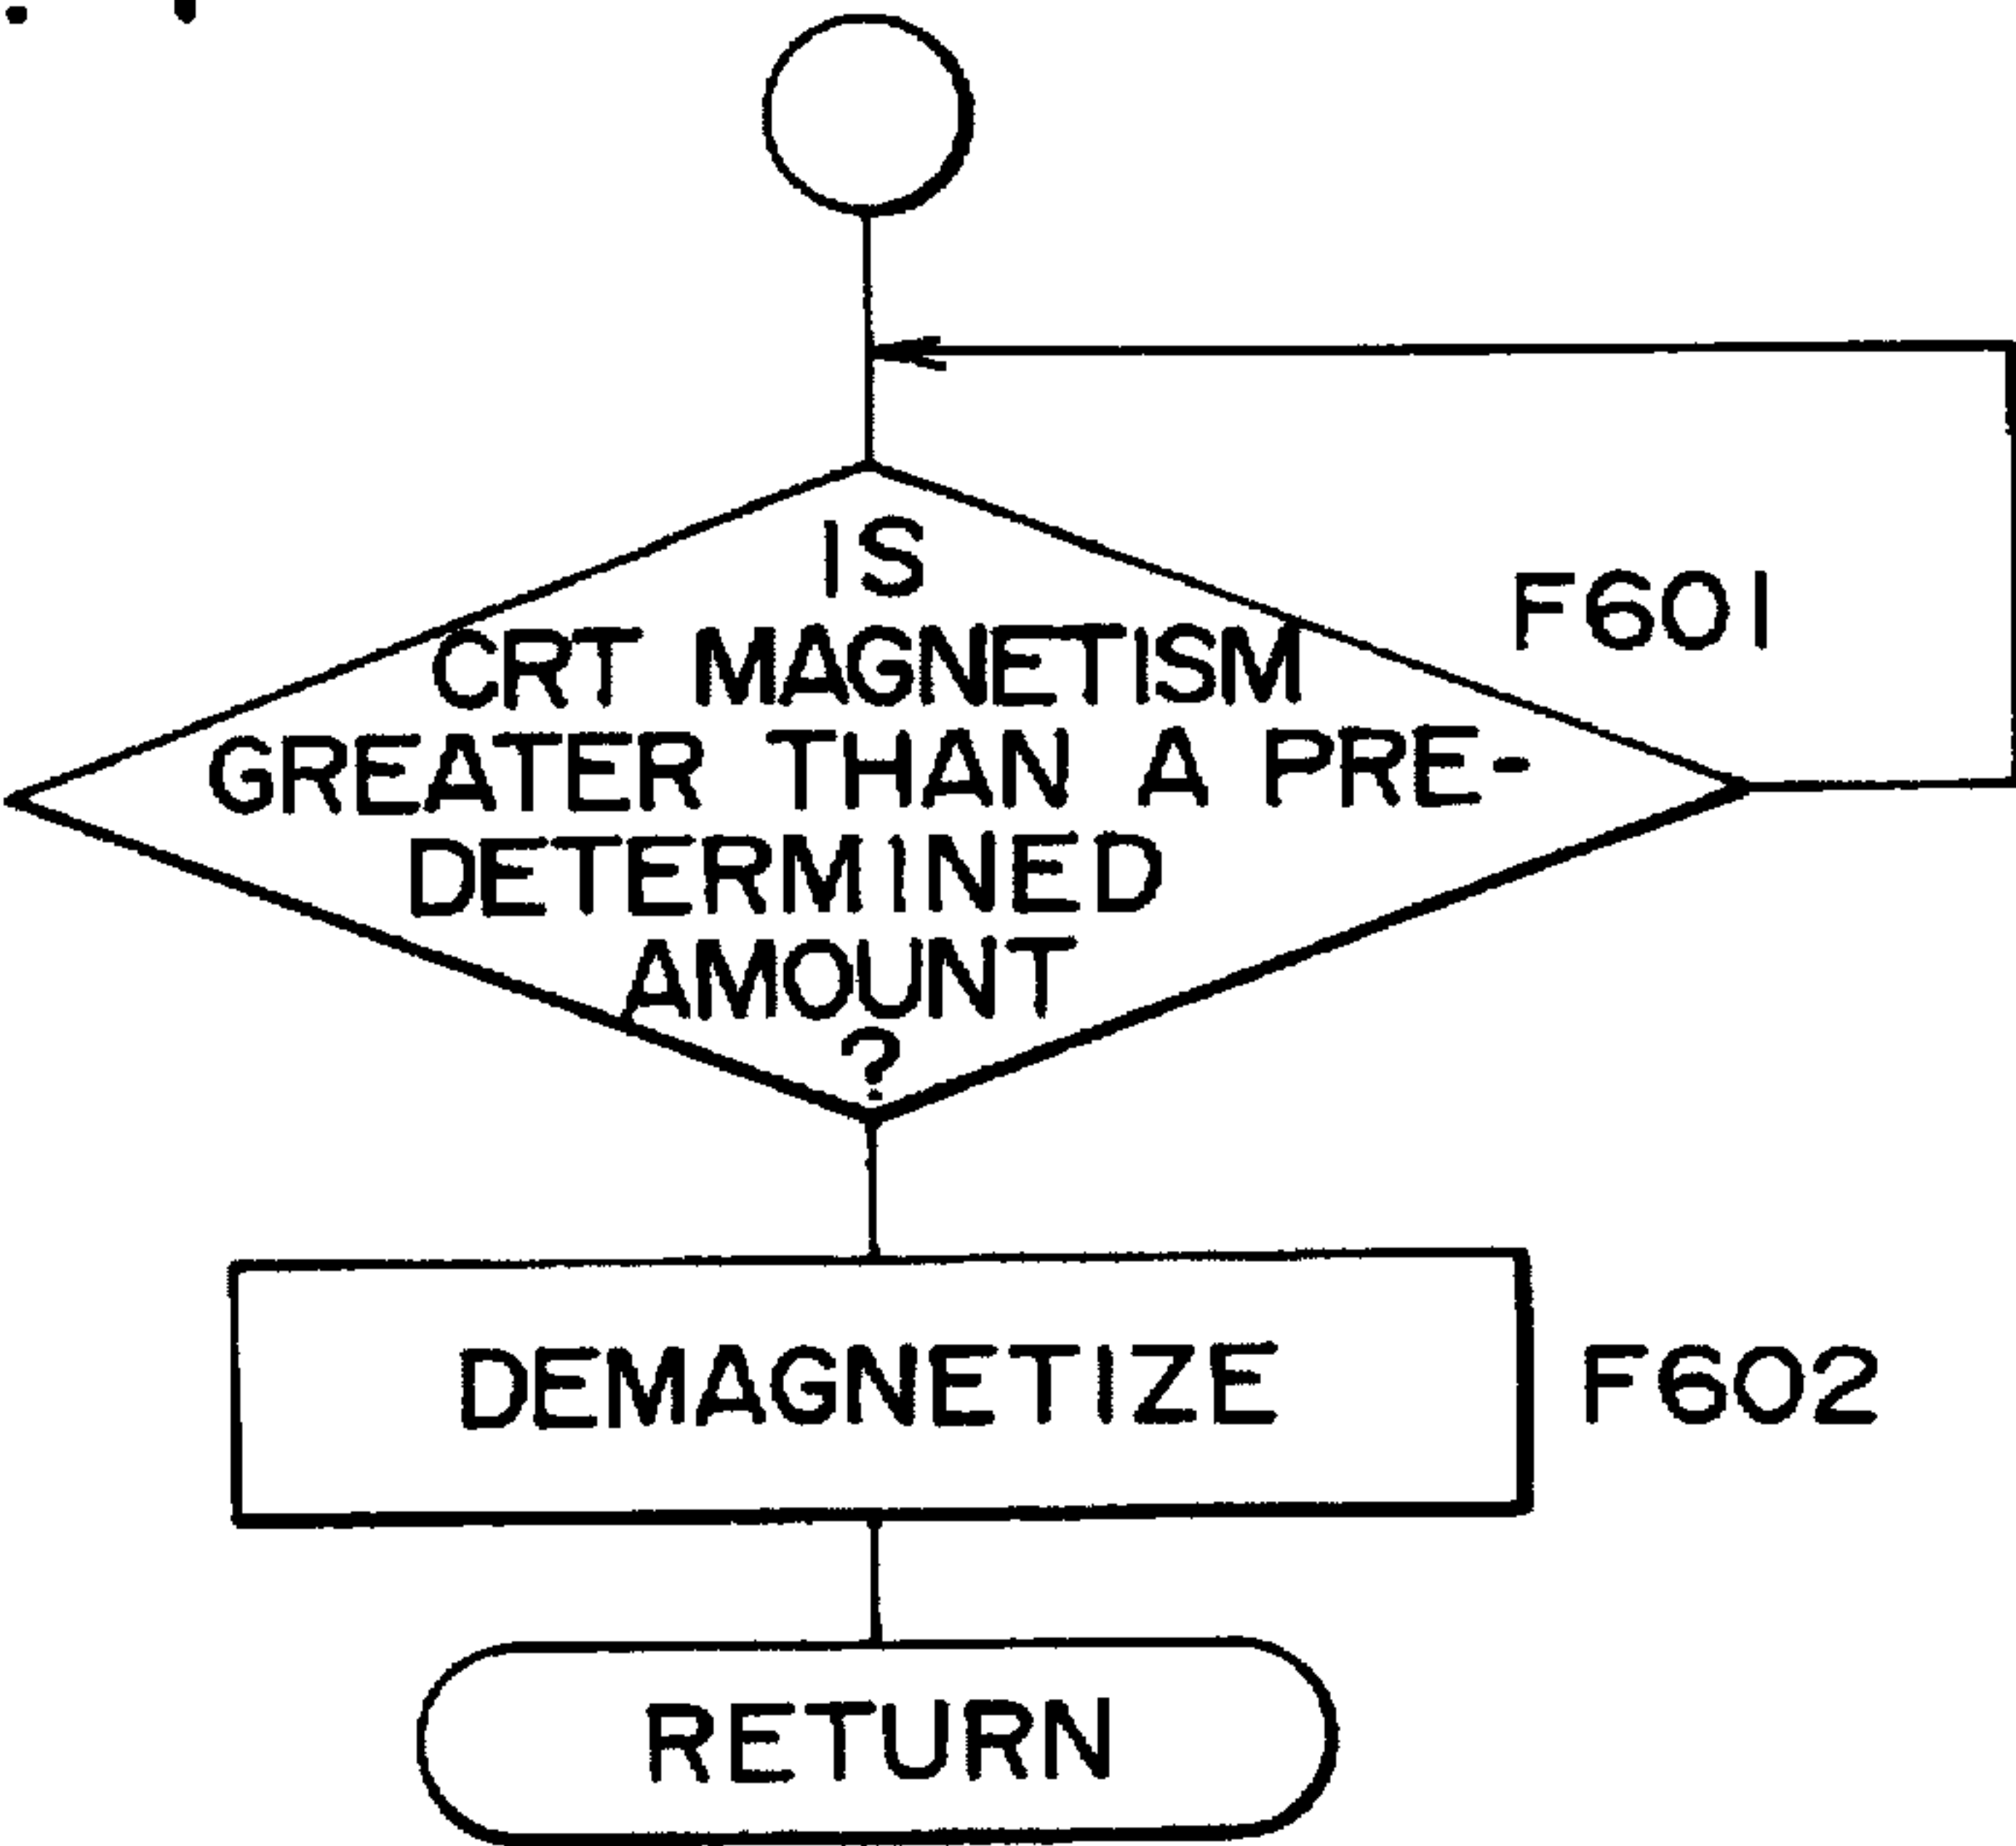 IS
CRT MAGNETISM
GREATER THAN A PRE-
DETERMINED
AMOUNT
?
F601
DEMAGNETIZE
F602
RETURN